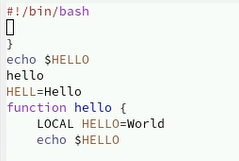 #!/bin/bash
}
echo $HELLO
hello
HELL=Hello
function hello {
LOCAL HELLO=World
echo $HELLO